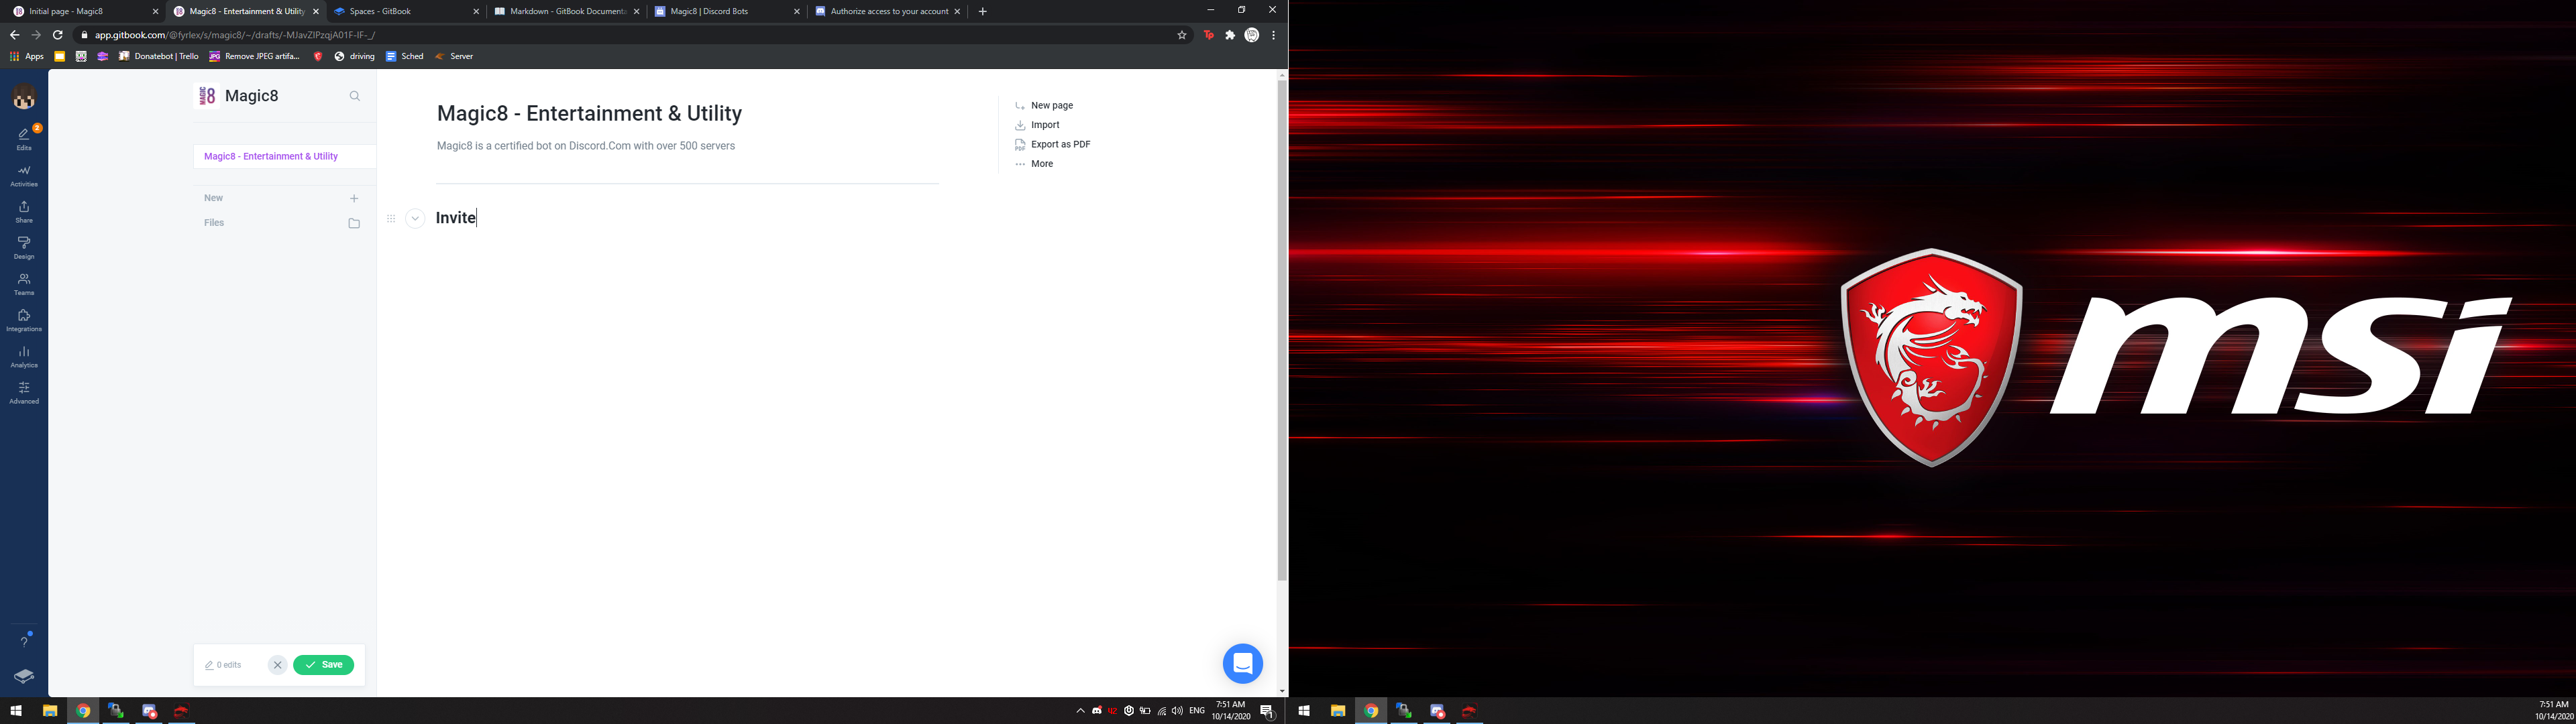 Initial page - Magic8
Magic8 - Entertainment & Utility
Spaces - GitBook
Markdown - GitBook Documenta
Magic8 | Discord Bots
Authorize access to your account
app.gitbook.com/@fyrlex/s/magic8/~/drafts/-MJavZlPzqjA01F-IF-_/
Apps
Donatebot | Trello
Remove JPEG artifa...
driving
Sched
Server
Magic8
2
Edits
Activities
Share
Design
Teams
Integrations
Analytics
Advanced
?
Magic8 - Entertainment & Utility
New
Files
0 edits
Save
Magic8 - Entertainment & Utility
Magic8 is a certified bot on Discord.Com with over 500 servers
Invite
New page
Import
Export as PDF
More
msi
42
ENG
7:51 AM
10/14/2020
1
7:51 AM
10/14/2020